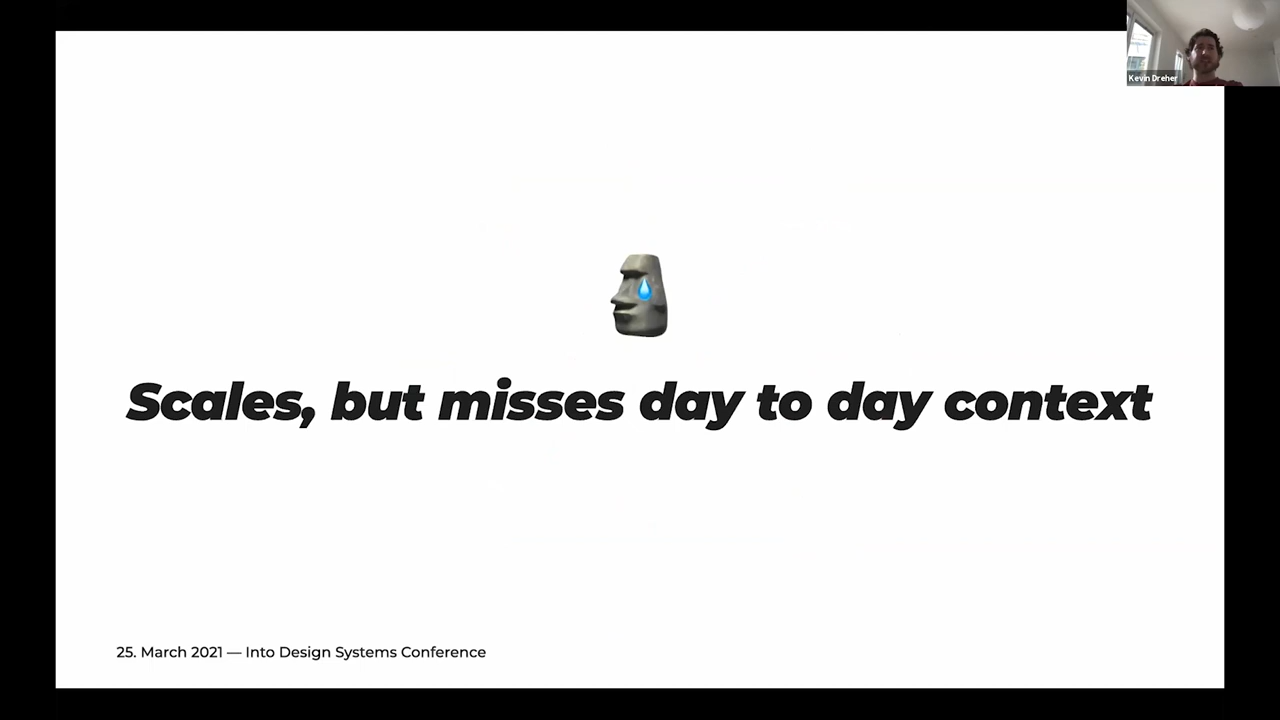 Kevin Dreher
Scales, but misses day to day context
25. March 2021 — Into Design Systems Conference